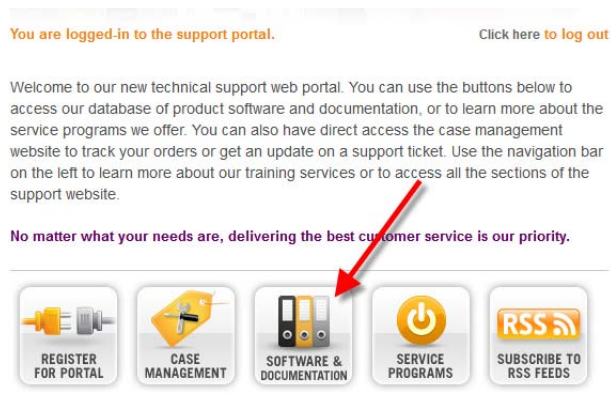 You are logged-in to the support portal. Click here to log out
Welcome to our new technical support web portal. You can use the buttons below to
access our database of product software and documentation, or to learn more about the
service programs we offer. You can also have direct access the case management
website to track your orders or get an update on a support ticket. Use the navigation bar
on the left to learn more about our training services or to access all the sections of the
support website.
No matter what your needs are, delivering the best customer service is our priority.
REGISTER
FOR PORTAL
CASE
MANAGEMENT
SOFTWARE &
DOCUMENTATION
SERVICE
PROGRAMS
RSS
SUBSCRIBE TO
RSS FEEDS